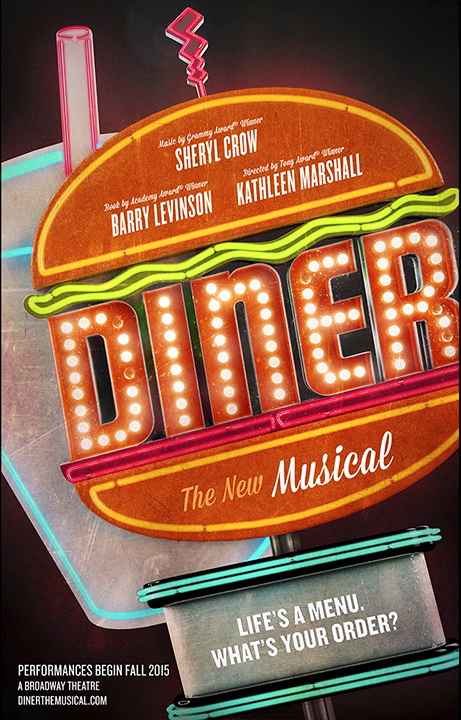 Music by Grammy Award® Winner
SHERYL CROW
Book by Academy Award® Winner
BARRY LEVINSON
Directed by Tony Award® Winner
KATHLEEN MARSHALL
DINER
The New Musical
LIFE'S A MENU.
WHAT'S YOUR ORDER?
PERFORMANCES BEGIN FALL 2015
A BROADWAY THEATRE
DINERTHEMUSICAL.COM